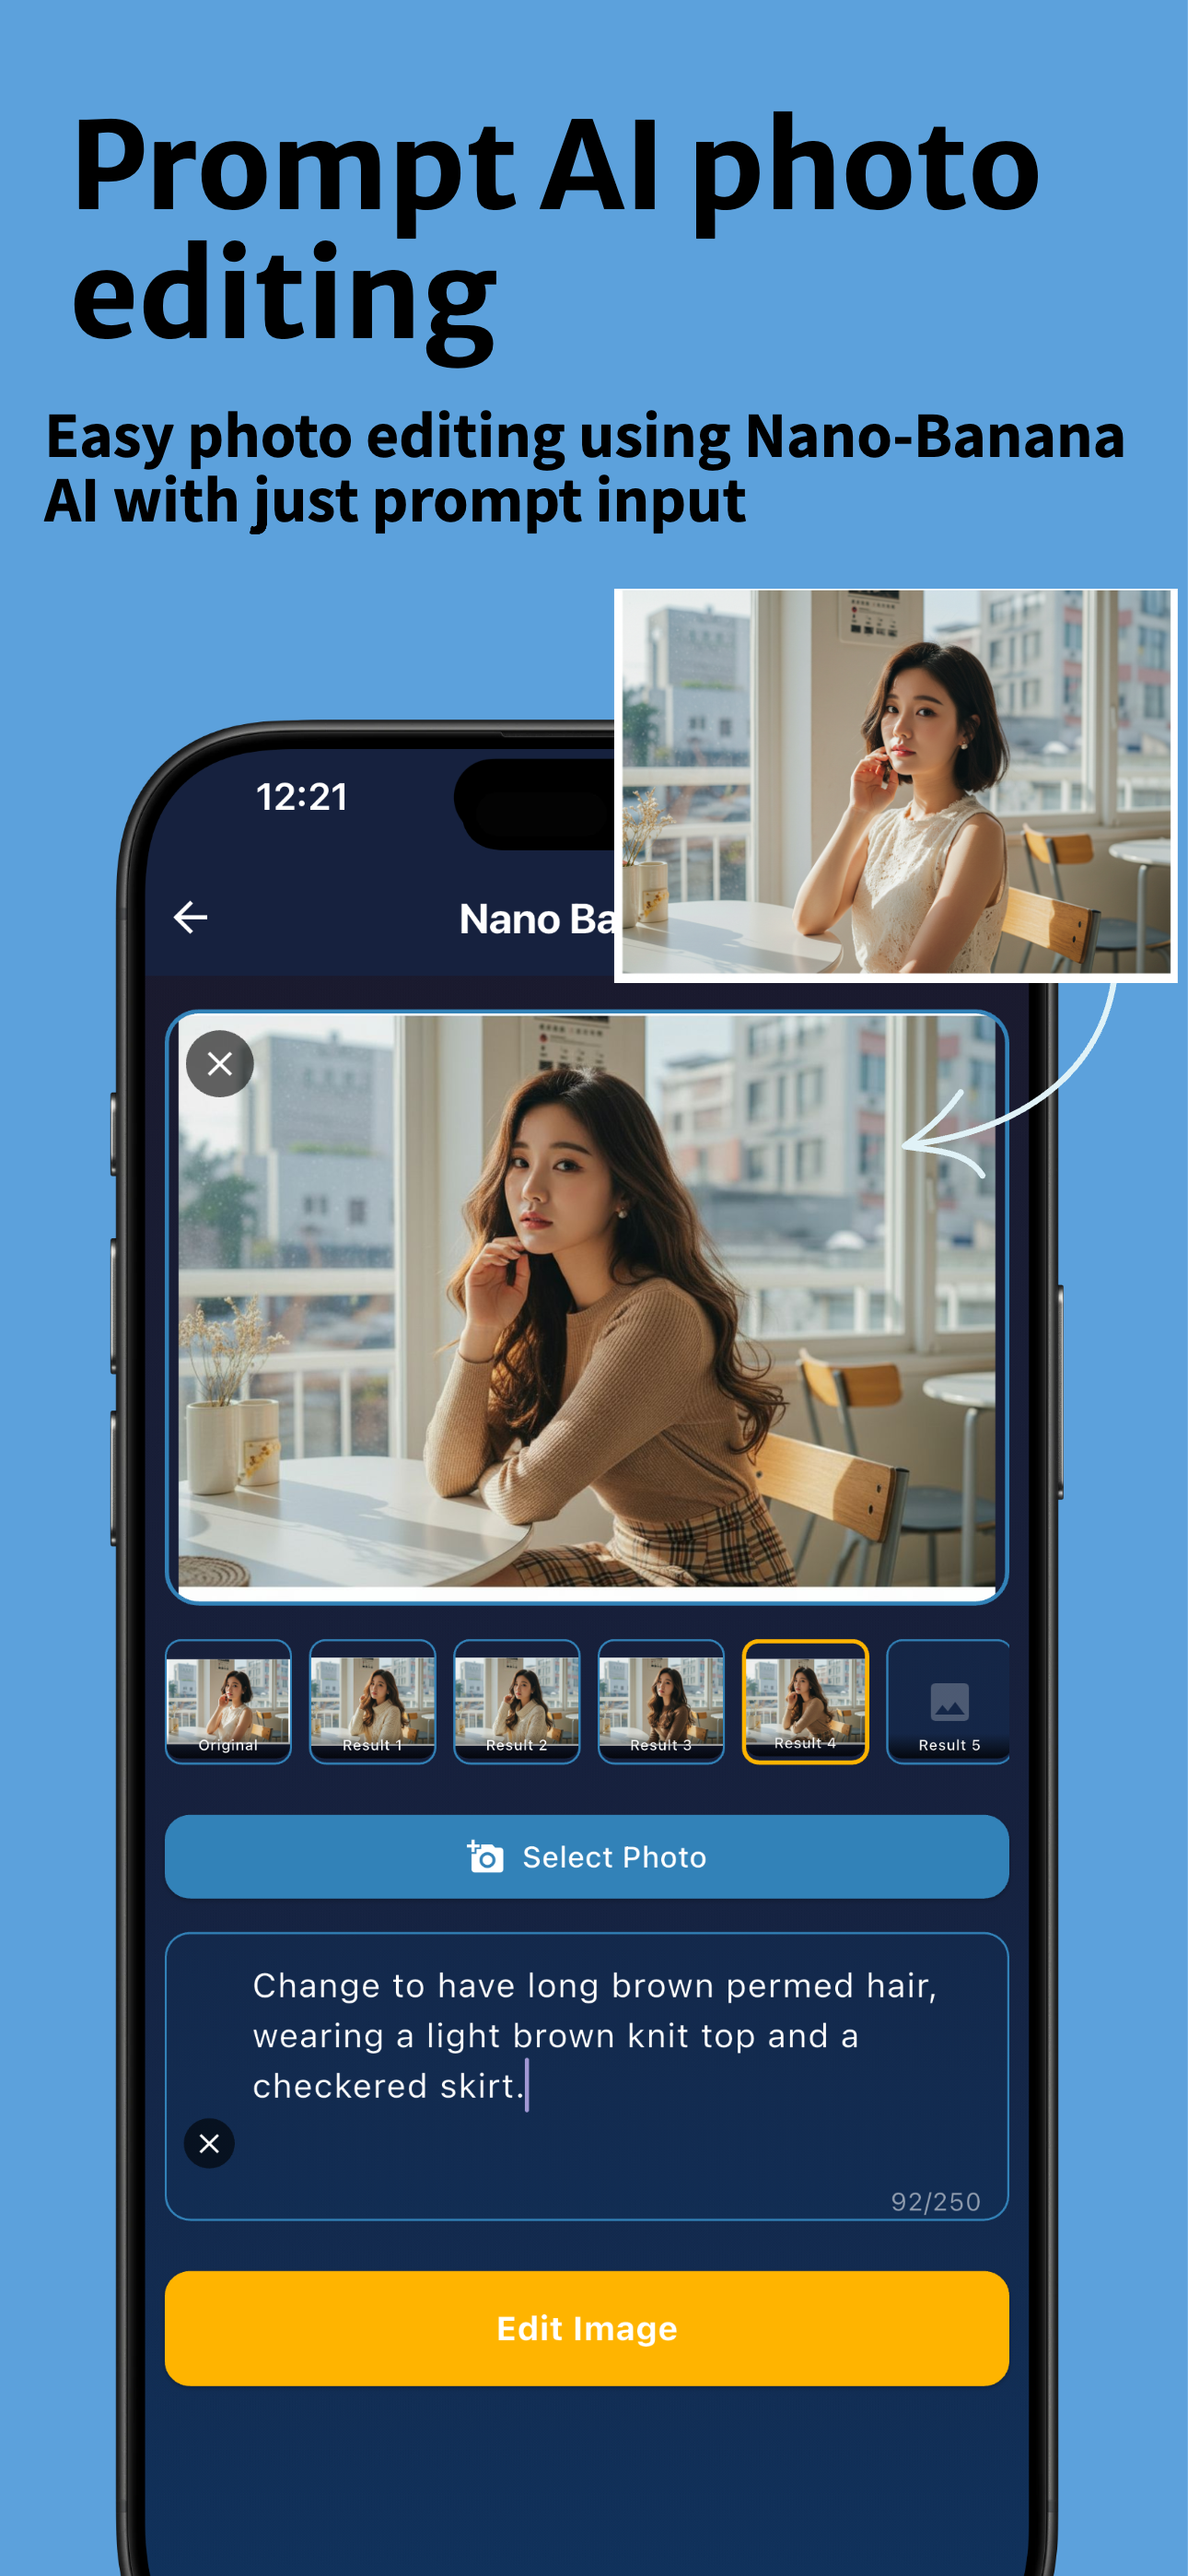 Prompt AI photo
editing
Easy photo editing using Nano-Banana
AI with just prompt input
12:21
Nano Ba
Original
Result 1
Result 2
Result 3
Result 4
Result 5
Select Photo
Change to have long brown permed hair,
wearing a light brown knit top and a
checkered skirt.
92/250
Edit Image